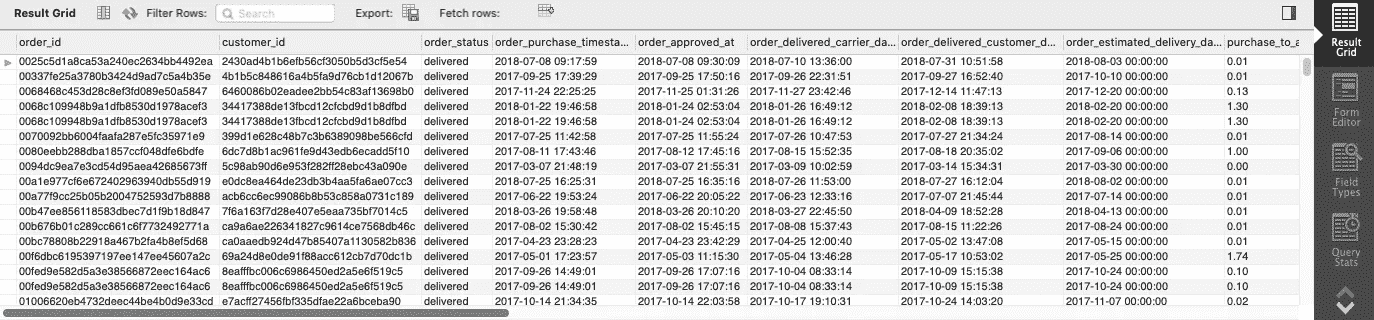 Result Grid Filter Rows: Search Export: Fetch rows:
order_id customer_id order_status order_purchase_timesta... order_approved_at order_delivered_carrier_da... order_delivered_customer_d... order_estimated_delivery_da... purchase_to_a
0025c5d1a8ca53a240ec2634bb4492ea 2430ad4b1b6efb56cf3050b5d3cf5e54 delivered 2018-07-08 09:17:59 2018-07-08 09:30:09 2018-07-10 13:36:00 2018-07-31 10:51:58 2018-08-03 00:00:00 0.01
00337fe25a3780b3424d9ad7c5a4b35e 4b1b5c848616a4b5fa9d76cb1d12067b delivered 2017-09-25 17:39:29 2017-09-25 17:50:16 2017-09-26 22:31:51 2017-09-27 16:52:40 2017-10-10 00:00:00 0.01
0068468c453d28c8ef3fd089e50a5847 6460086b02eadee2bb54c83af13698b0 delivered 2017-11-24 22:25:25 2017-11-25 01:31:26 2017-11-27 23:42:46 2017-12-14 11:47:13 2017-12-20 00:00:00 0.13
0068c109948b9a1dfb8530d1978acef3 34417388de13fbcd12cfcbd9d1b8dfbd delivered 2018-01-22 19:46:58 2018-01-24 02:53:04 2018-01-26 16:49:12 2018-02-08 18:39:13 2018-02-20 00:00:00 1.30
0068c109948b9a1dfb8530d1978acef3 34417388de13fbcd12cfcbd9d1b8dfbd delivered 2018-01-22 19:46:58 2018-01-24 02:53:04 2018-01-26 16:49:12 2018-02-08 18:39:13 2018-02-20 00:00:00 1.30
0070092bb6004faafa287e5fc35971e9 399d1e628c48b7c3b6389098be566cfd delivered 2017-07-25 11:42:58 2017-07-25 11:55:24 2017-07-26 10:47:53 2017-07-27 21:34:24 2017-08-14 00:00:00 0.01
0080eebb288dba1857ccf048dfe6bdfe 6dc7d8b1ac961fe9d43edb6ecadd5f10 delivered 2017-08-11 17:43:46 2017-08-12 17:45:16 2017-08-15 15:52:35 2017-08-18 20:35:02 2017-09-06 00:00:00 1.00
0094dc9ea7e3cd54d95aea42685673ff 5c98ab90d6e953f282ff28ebc43a090e delivered 2017-03-07 21:48:19 2017-03-07 21:55:31 2017-03-09 10:02:59 2017-03-14 15:34:31 2017-03-30 00:00:00 0.00
00a1e977cf6e672402963940db55d919 e0dc8ea464de23db3b4aa5fa6ae07cc3 delivered 2018-07-25 16:25:31 2018-07-25 16:35:16 2018-07-26 11:53:00 2018-07-27 16:12:04 2018-08-02 00:00:00 0.01
00a77f9cc25b05b2004752593d7b8888 acb6cc6ec99086b8b53c858a0731c189 delivered 2017-06-22 19:53:24 2017-06-22 20:05:22 2017-06-23 12:33:16 2017-07-07 21:45:44 2017-07-14 00:00:00 0.01
00b47ee856118583dbec7d1f9b18d847 7f6a163f7d28e407e5eaa735bf7014c5 delivered 2018-03-26 19:58:48 2018-03-26 20:10:20 2018-03-27 22:45:50 2018-04-09 18:52:28 2018-04-13 00:00:00 0.01
00b676b01c289cc661c6f7732492771a ca9a6ae226341827c9614ce7568db46c delivered 2017-08-02 15:30:42 2017-08-02 15:45:15 2017-08-08 15:37:43 2017-08-15 11:22:26 2017-08-24 00:00:00 0.01
00bc78808b22918a467b2fa4b8ef5d68 ca0aaedb924d47b85407a1130582b836 delivered 2017-04-23 23:28:23 2017-04-23 23:42:29 2017-04-25 12:00:40 2017-05-02 13:47:08 2017-05-15 00:00:00 0.01
00f6dbc6195397197ee147ee45607a2c 69a24d8e0de91f88acc612cb7d70dc1b delivered 2017-05-01 17:23:57 2017-05-03 11:15:30 2017-05-04 13:46:28 2017-05-17 10:53:02 2017-05-25 00:00:00 1.74
00fed9e582d5a3e38566872eec164ac6 8eafffbc006c6986450ed2a5e6f519c5 delivered 2017-09-26 14:49:01 2017-09-26 17:07:16 2017-10-04 08:33:14 2017-10-09 15:15:38 2017-10-24 00:00:00 0.10
00fed9e582d5a3e38566872eec164ac6 8eafffbc006c6986450ed2a5e6f519c5 delivered 2017-09-26 14:49:01 2017-09-26 17:07:16 2017-10-04 08:33:14 2017-10-09 15:15:38 2017-10-24 00:00:00 0.10
01006620eb4732deec44be4b0d9e33cd e7acff27456fbf335dfae22a6bceba90 delivered 2017-10-14 21:34:35 2017-10-14 22:03:58 2017-10-17 19:10:31 2017-10-24 14:03:20 2017-11-07 00:00:00 0.02
Result
Grid
Form
Editor
Field
Types
Query
Stats